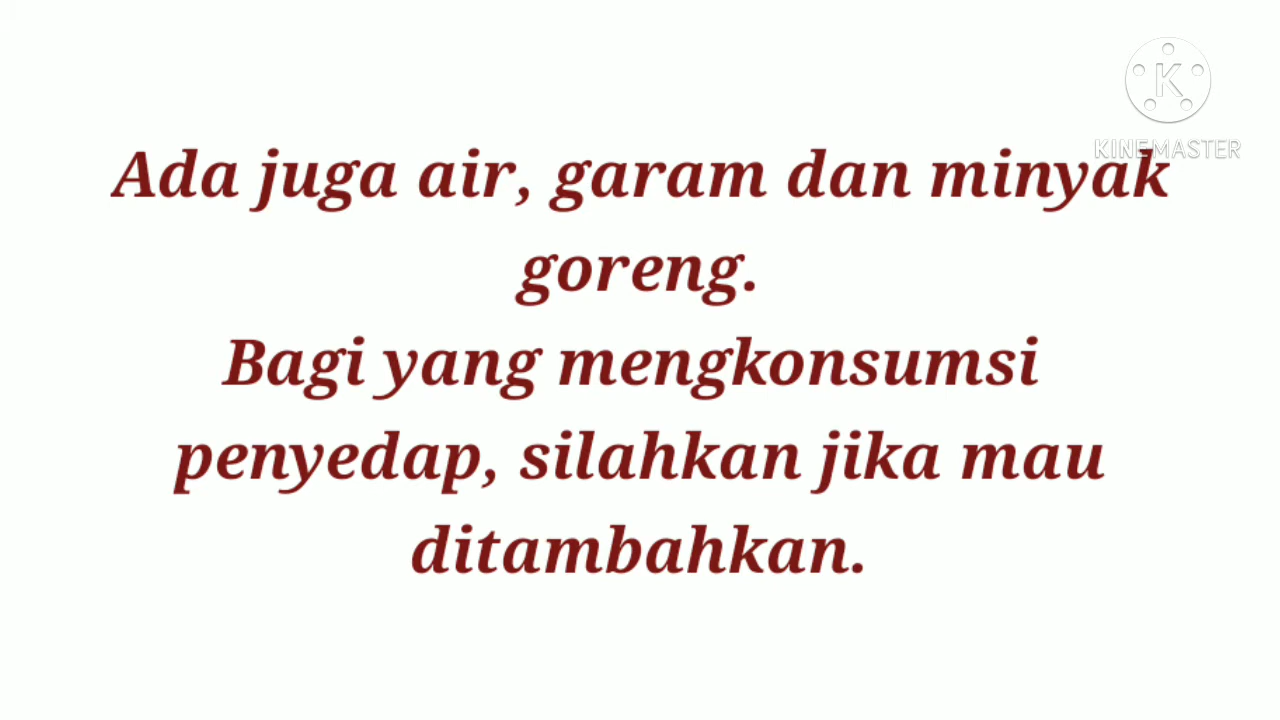 KINEMASTER
Ada juga air, garam dan minyak
goreng.
Bagi yang mengkonsumsi
penyedap, silahkan jika mau
ditambahkan.